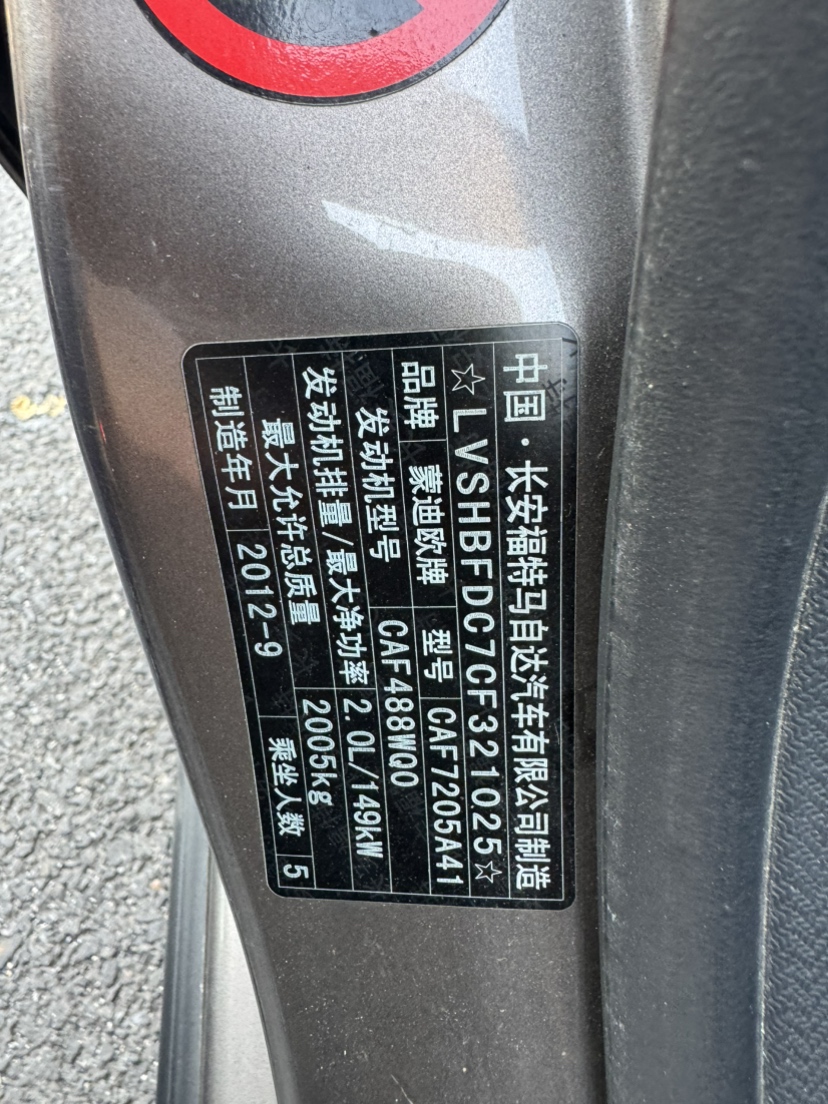 中国·长安福特马自达汽车有限公司制造
☆LVSHBFDC7CF321025☆
品牌 蒙迪欧牌 型号 CAF7205A41
发动机型号 CAF488WQ0
发动机排量/最大净功率 2.0L/149kW
最大允许总质量 2005kg
制造年月 2012-9 乘坐人数 5